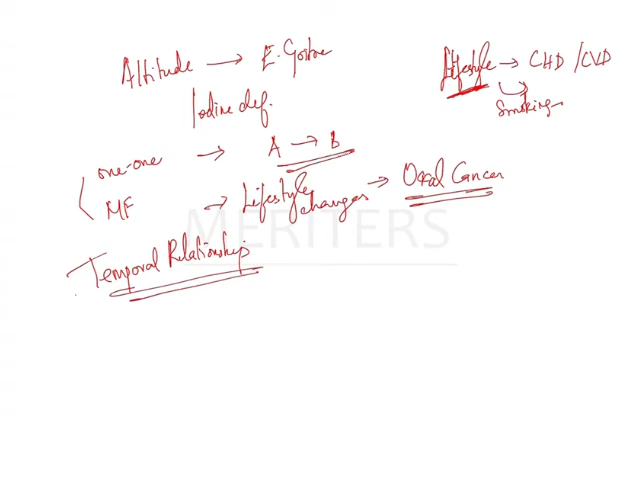 Altitude → E. Goitre
Iodine def.
Lifestyle → CHD / CVD
Smoking
one-one → A → B
MF → Lifestyle changes → Oral Cancer
Temporal Relationship
MERITERS